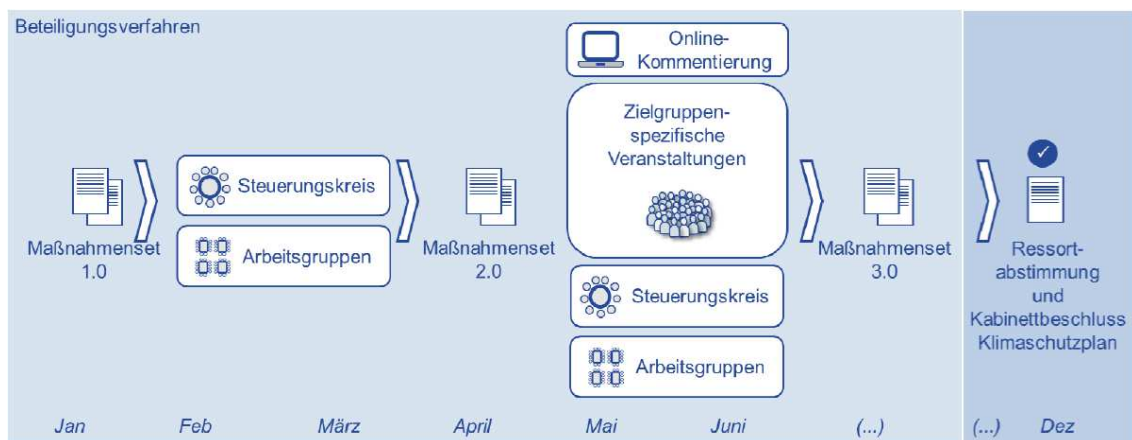 Beteiligungsverfahren
Maßnahmenset
1.0
Steuerungskreis
Arbeitsgruppen
Maßnahmenset
2.0
Online-
Kommentierung
Zielgruppen-
spezifische
Veranstaltungen
Steuerungskreis
Arbeitsgruppen
Maßnahmenset
3.0
Ressort-
abstimmung
und
Kabinettbeschluss
Klimaschutzplan
Jan Feb März April Mai Juni (...) (...) Dez